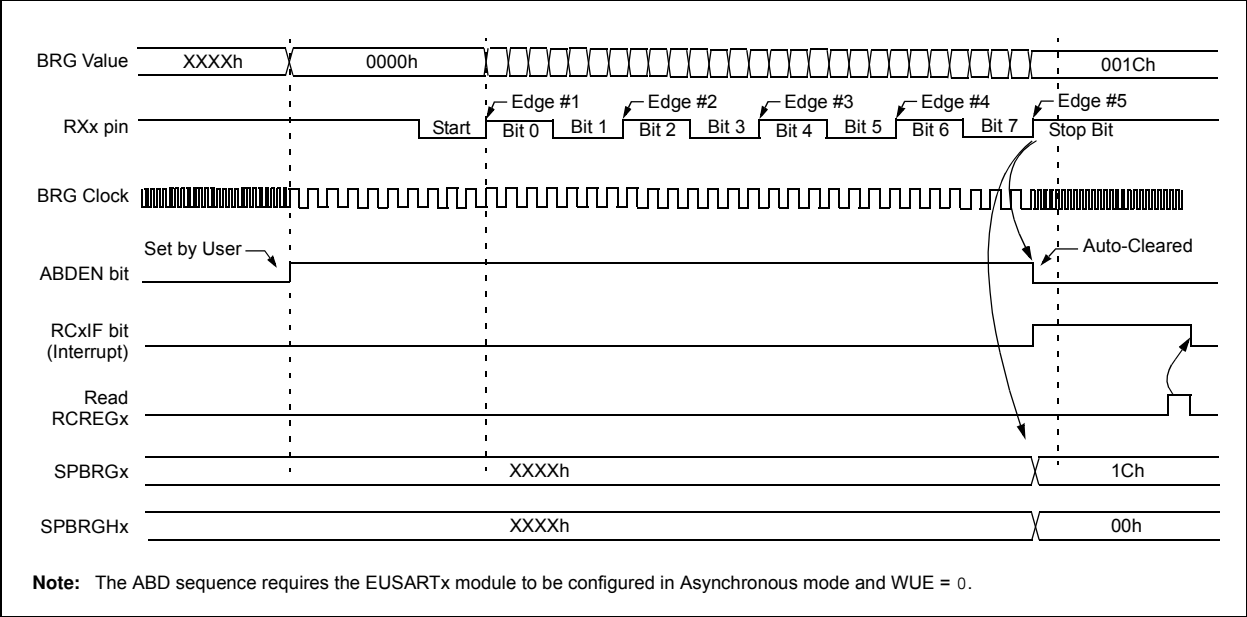 BRG Value XXXXh 0000h 001Ch
Edge #1 Edge #2 Edge #3 Edge #4 Edge #5
RXx pin Start Bit 0 Bit 1 Bit 2 Bit 3 Bit 4 Bit 5 Bit 6 Bit 7 Stop Bit
BRG Clock
Set by User Auto-Cleared
ABDEN bit
RCxIF bit
(Interrupt)
Read
RCREGx
SPBRGx XXXXh 1Ch
SPBRGHx XXXXh 00h
Note: The ABD sequence requires the EUSARTx module to be configured in Asynchronous mode and WUE = 0.